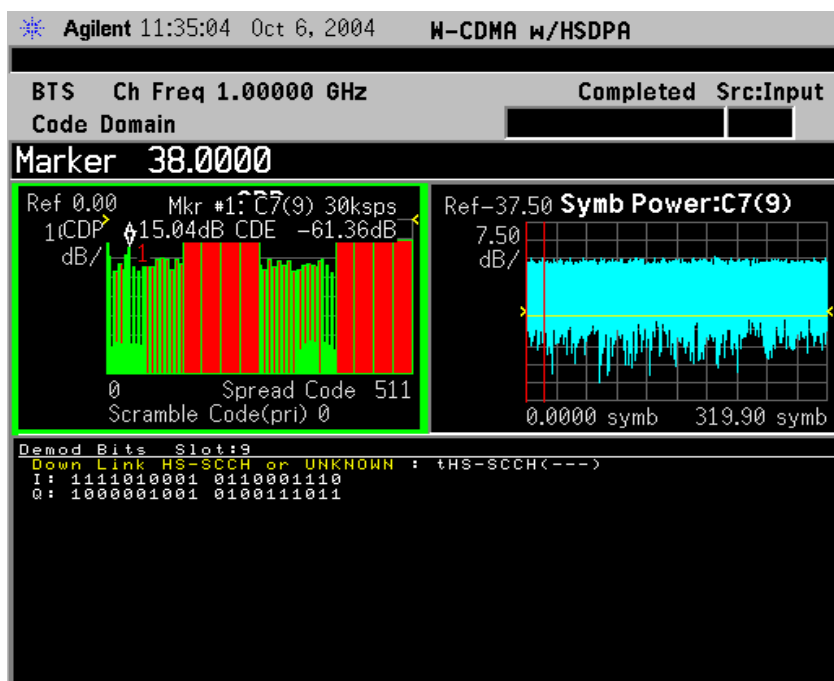 Agilent 11:35:04 Oct 6, 2004 W-CDMA w/HSDPA
BTS Ch Freq 1.00000 GHz Completed Src:Input
Code Domain
Marker 38.0000
Ref 0.00 Mkr #1: C7(9) 30ksps
CDP -15.04dB CDE -61.36dB
dB/ 1
0 Spread Code 511
Scramble Code(pri) 0
Ref-37.50 Symb Power:C7(9)
7.50
dB/
0.0000 symb 319.90 symb
Demod Bits Slot:9
Down Link HS-SCCH or UNKNOWN : tHS-SCCH(---)
I: 1111010001 0110001110
Q: 1000001001 0100111011